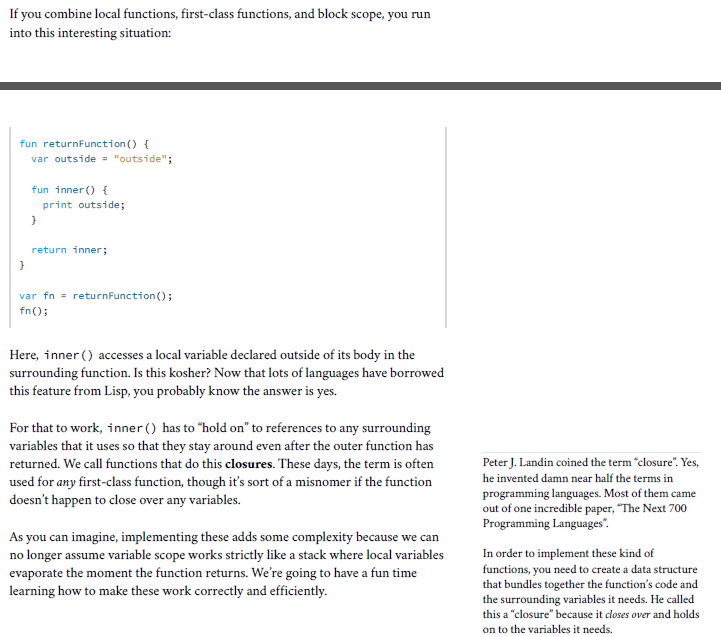 If you combine local functions, first-class functions, and block scope, you run
into this interesting situation:
fun returnFunction() {
  var outside = "outside";

  fun inner() {
    print outside;
  }

  return inner;
}

var fn = returnFunction();
fn();
Here, inner() accesses a local variable declared outside of its body in the
surrounding function. Is this kosher? Now that lots of languages have borrowed
this feature from Lisp, you probably know the answer is yes.
For that to work, inner() has to “hold on” to references to any surrounding
variables that it uses so that they stay around even after the outer function has
returned. We call functions that do this closures. These days, the term is often
used for any first-class function, though it’s sort of a misnomer if the function
doesn’t happen to close over any variables.
As you can imagine, implementing these adds some complexity because we can
no longer assume variable scope works strictly like a stack where local variables
evaporate the moment the function returns. We’re going to have a fun time
learning how to make these work correctly and efficiently.
Peter J. Landin coined the term “closure”. Yes,
he invented damn near half the terms in
programming languages. Most of them came
out of one incredible paper, “The Next 700
Programming Languages”.
In order to implement these kind of
functions, you need to create a data structure
that bundles together the function’s code and
the surrounding variables it needs. He called
this a “closure” because it closes over and holds
on to the variables it needs.